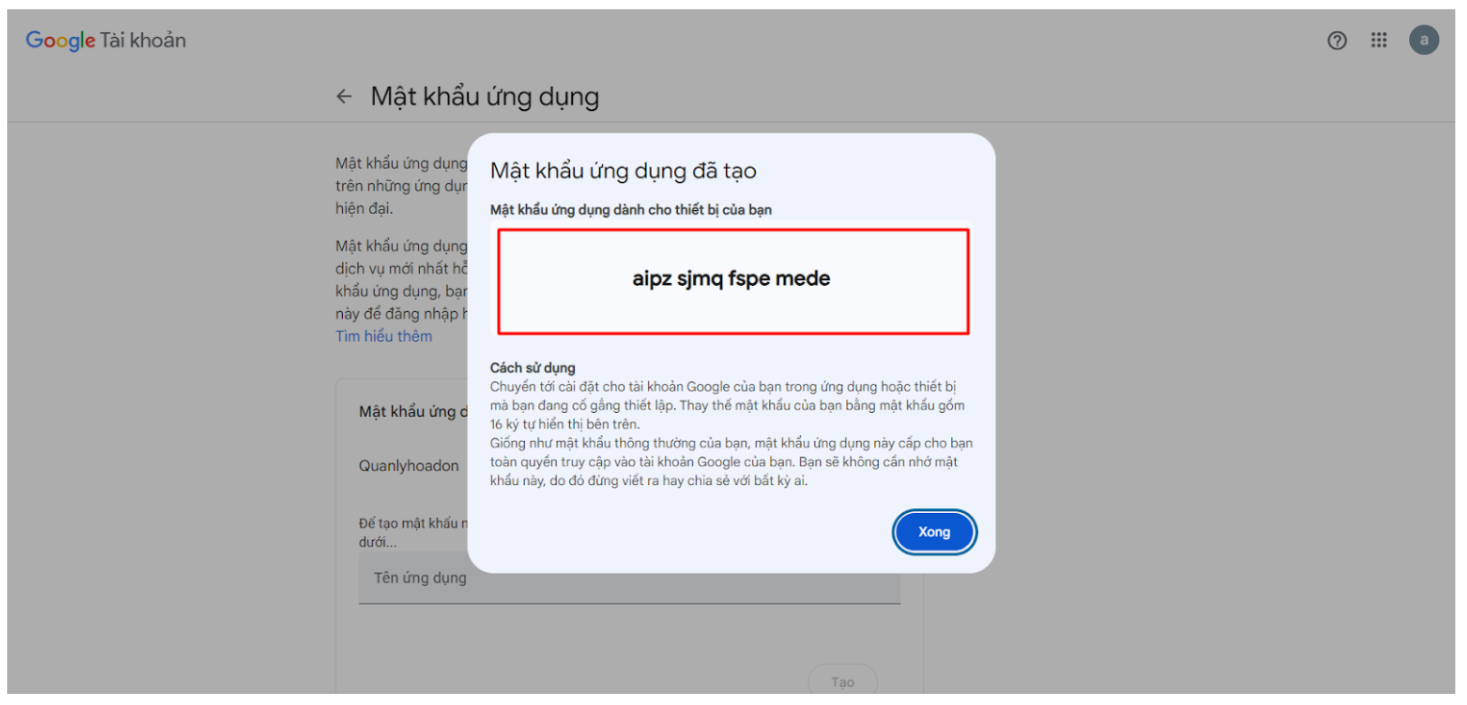 Google Tài khoản
a
Mật khẩu ứng dụng
Mật khẩu ứng dụng
trên những ứng dụn
hiện đại.
Mật khẩu ứng dụng
dịch vụ mới nhất hỗ
khẩu ứng dụng, bạn
này để đăng nhập h
Tìm hiểu thêm
Mật khẩu ứng d
Quanlyhoadon
Để tạo mật khẩu n
dưới...
Tên ứng dụng
Tạo
Mật khẩu ứng dụng đã tạo
Mật khẩu ứng dụng dành cho thiết bị của bạn
aipz sjmq fspe mede
Cách sử dụng
Chuyển tới cài đặt cho tài khoản Google của bạn trong ứng dụng hoặc thiết bị
mà bạn đang cố gắng thiết lập. Thay thế mật khẩu của bạn bằng mật khẩu gồm
16 ký tự hiển thị bên trên.
Giống như mật khẩu thông thường của bạn, mật khẩu ứng dụng này cấp cho bạn
toàn quyền truy cập vào tài khoản Google của bạn. Bạn sẽ không cần nhớ mật
khẩu này, do đó đừng viết ra hay chia sẻ với bất kỳ ai.
Xong